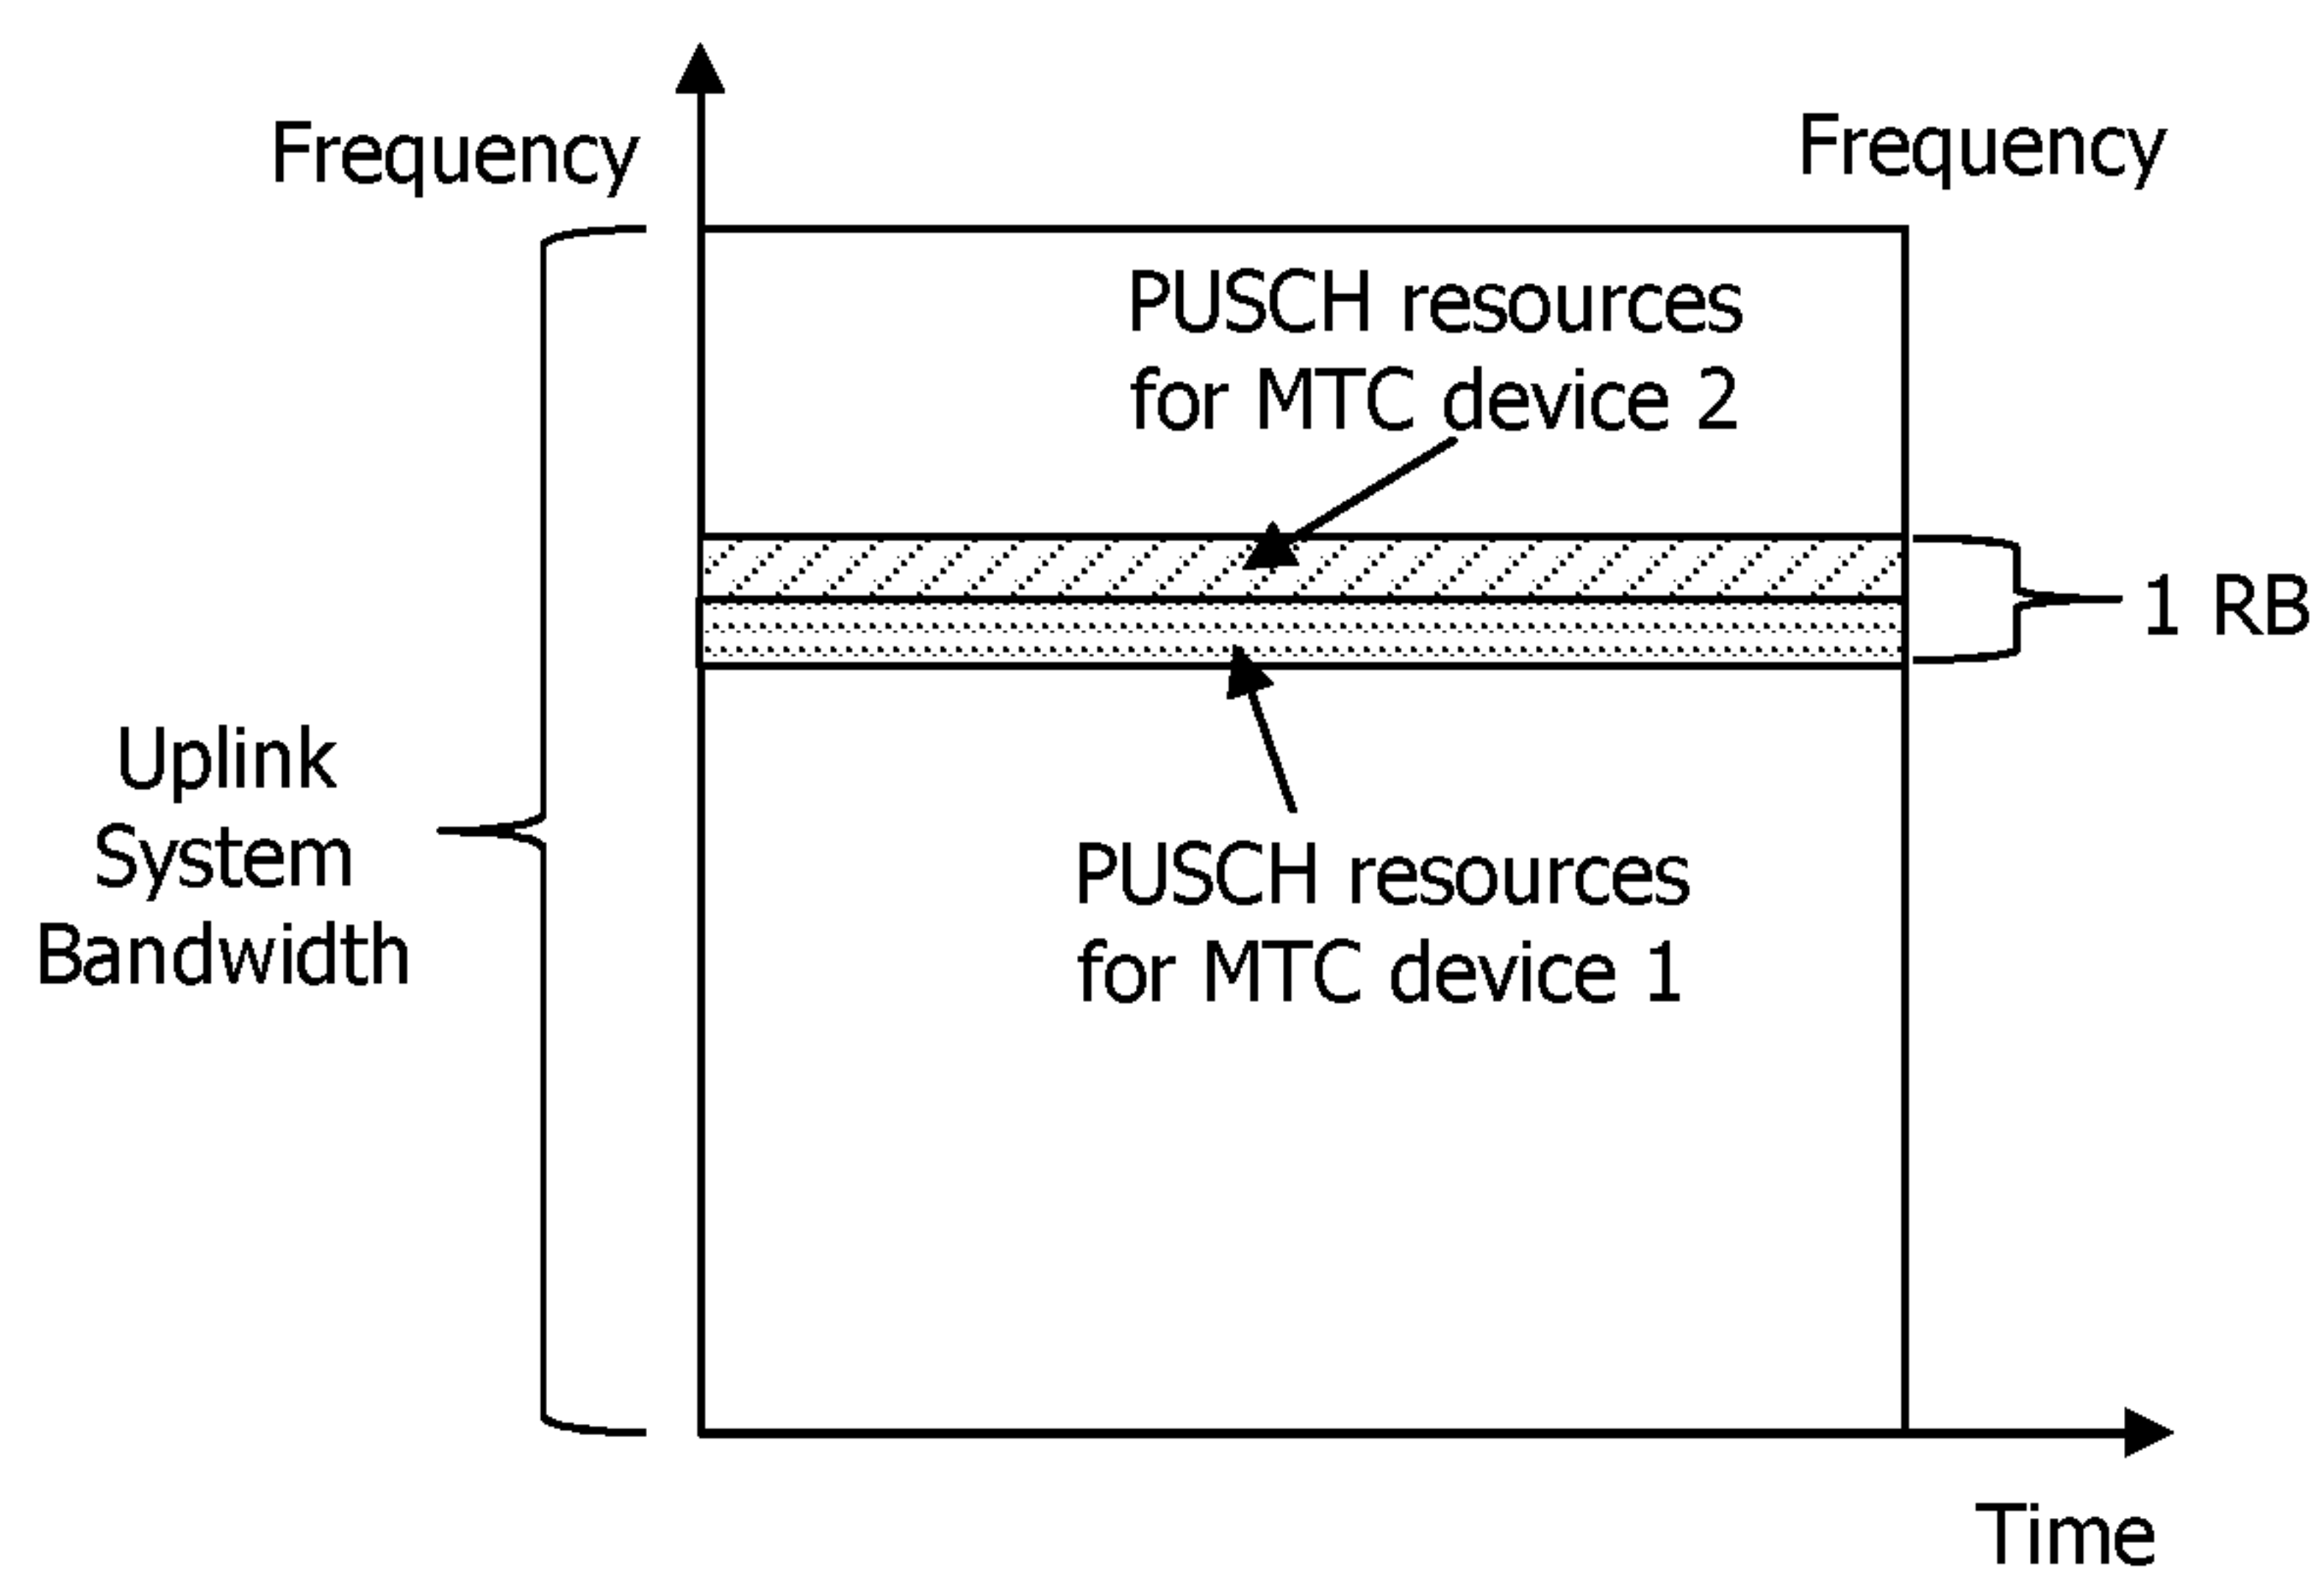 Frequency
Frequency
PUSCH resources
for MTC device 2
1 RB
Uplink
System
Bandwidth
PUSCH resources
for MTC device 1
Time